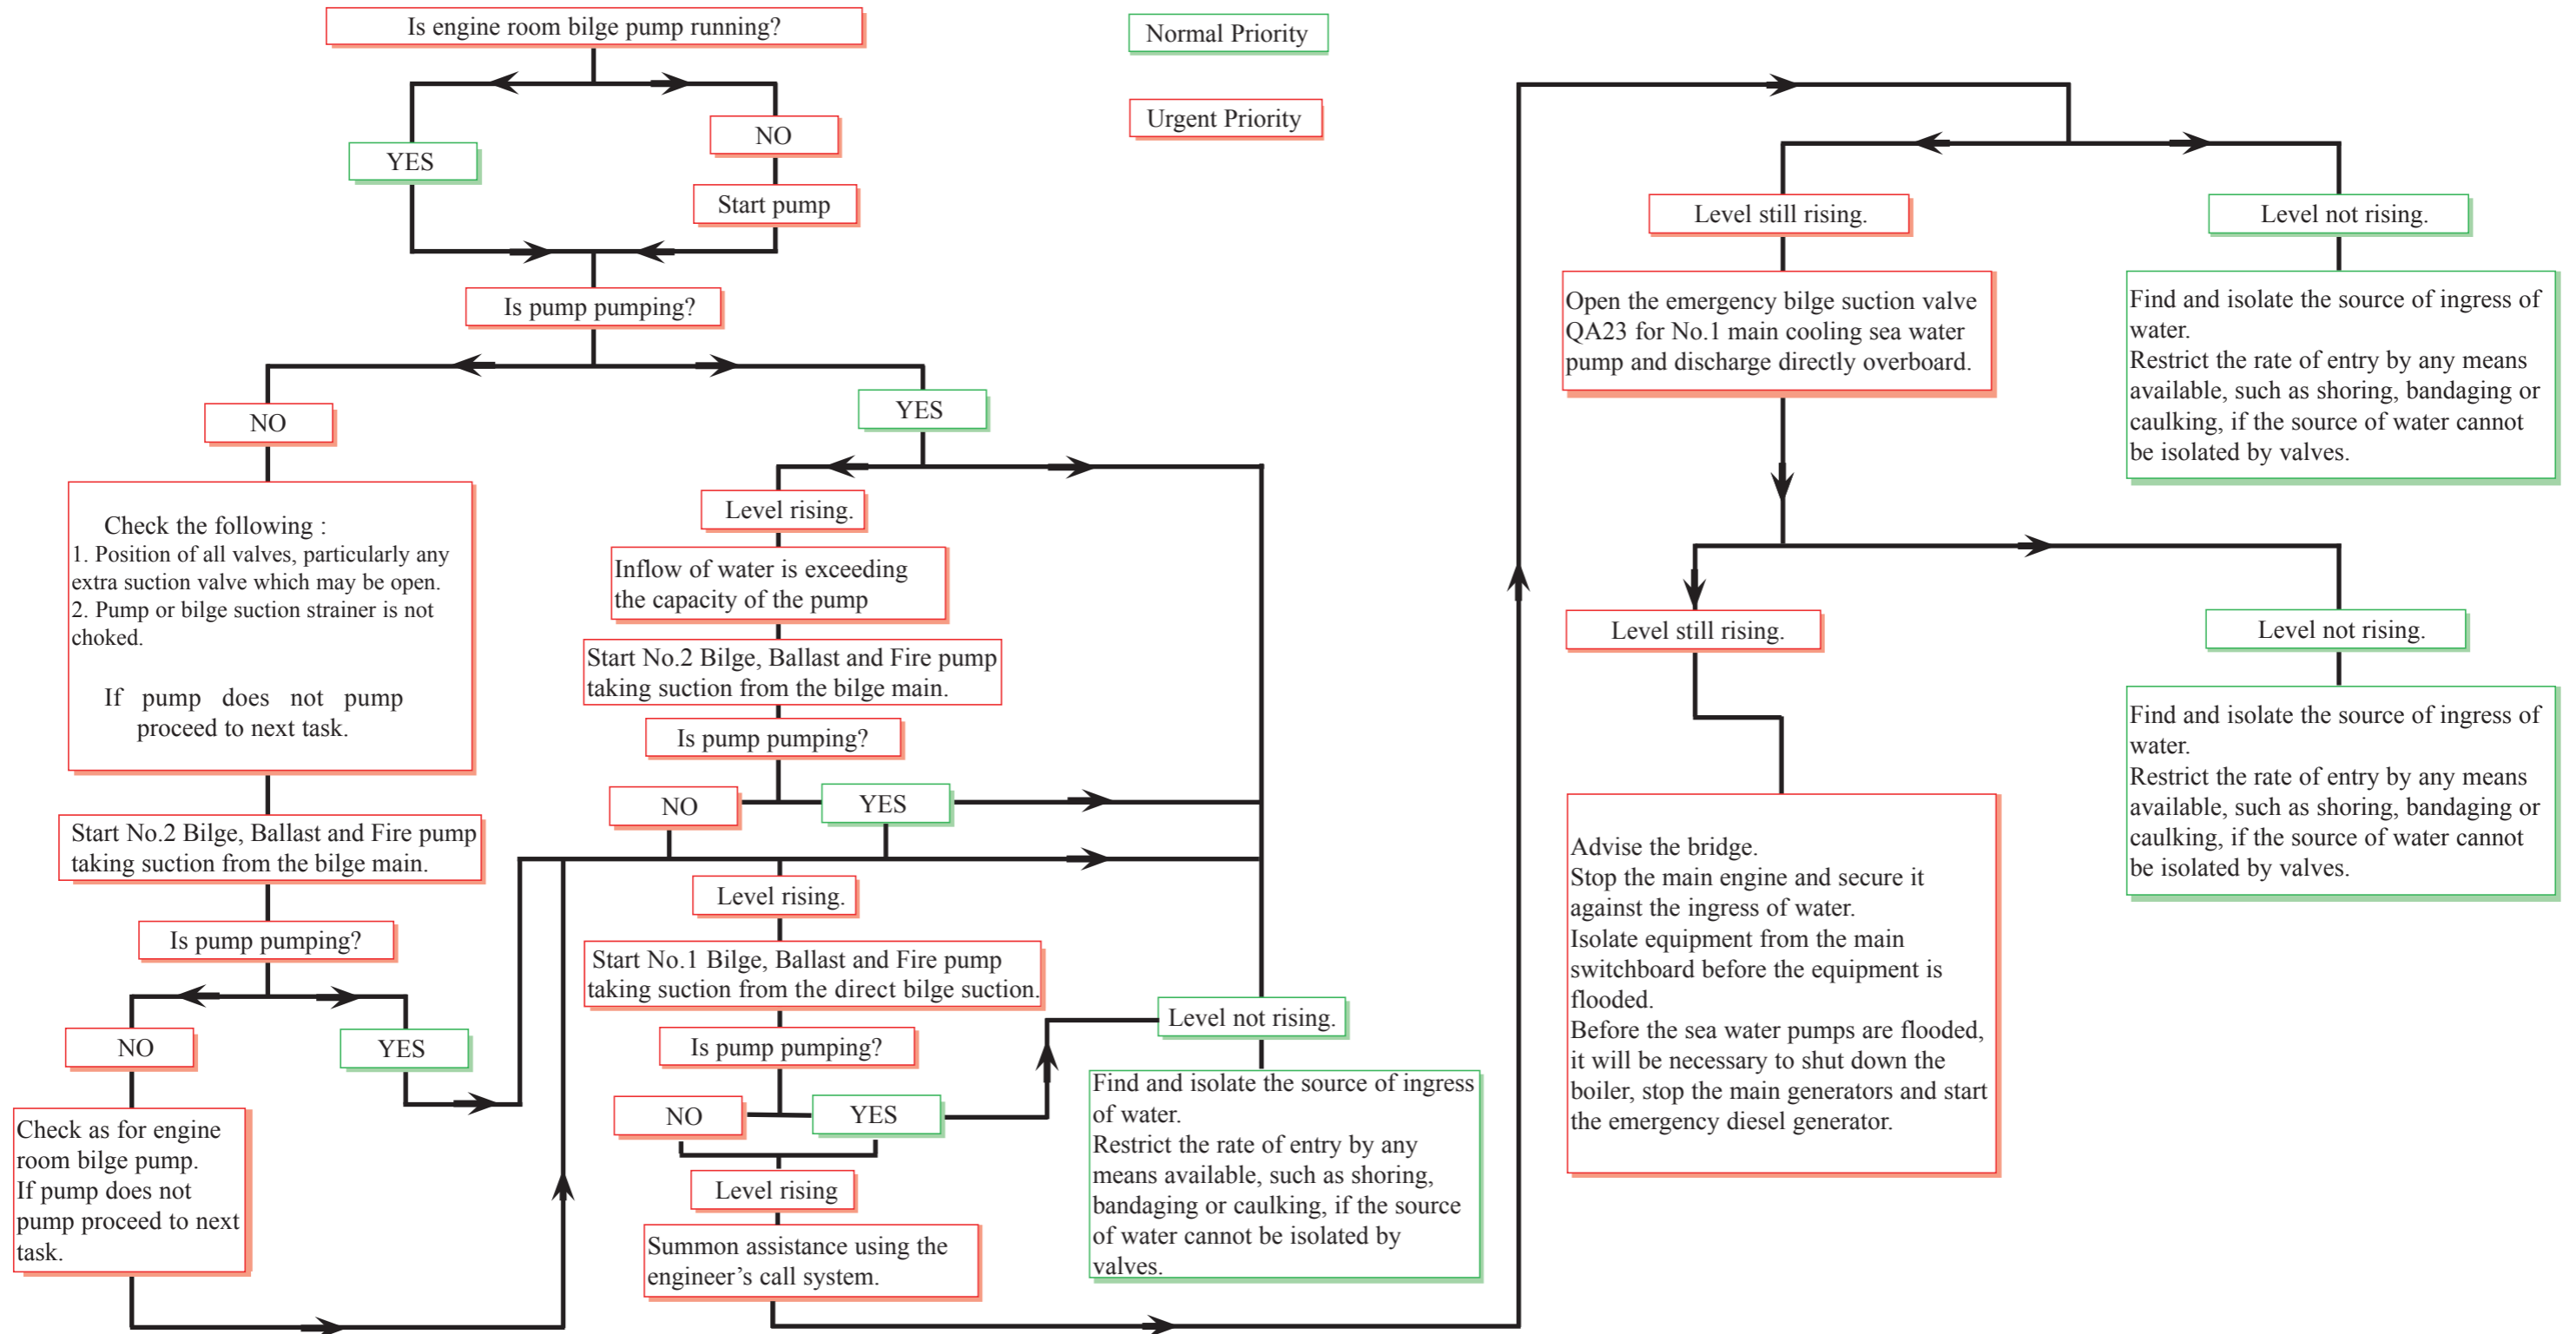 Is engine room bilge pump running?
Normal Priority
Urgent Priority
YES
NO
Start pump
Is pump pumping?
NO
YES
Check the following :
1. Position of all valves, particularly any
extra suction valve which may be open.
2. Pump or bilge suction strainer is not
choked.
If pump does not pump
proceed to next task.
Start No.2 Bilge, Ballast and Fire pump
taking suction from the bilge main.
Is pump pumping?
NO
YES
Check as for engine
room bilge pump.
If pump does not
pump proceed to next
task.
Level rising.
Inflow of water is exceeding
the capacity of the pump
Start No.2 Bilge, Ballast and Fire pump
taking suction from the bilge main.
Is pump pumping?
NO
YES
Level rising.
Start No.1 Bilge, Ballast and Fire pump
taking suction from the direct bilge suction.
Is pump pumping?
NO
YES
Level rising
Summon assistance using the
engineer’s call system.
Level not rising.
Find and isolate the source of ingress
of water.
Restrict the rate of entry by any
means available, such as shoring,
bandaging or caulking, if the source
of water cannot be isolated by
valves.
Level still rising.
Open the emergency bilge suction valve
QA23 for No.1 main cooling sea water
pump and discharge directly overboard.
Level not rising.
Find and isolate the source of ingress of
water.
Restrict the rate of entry by any means
available, such as shoring, bandaging or
caulking, if the source of water cannot
be isolated by valves.
Level still rising.
Advise the bridge.
Stop the main engine and secure it
against the ingress of water.
Isolate equipment from the main
switchboard before the equipment is
flooded.
Before the sea water pumps are flooded,
it will be necessary to shut down the
boiler, stop the main generators and start
the emergency diesel generator.
Level not rising.
Find and isolate the source of ingress of
water.
Restrict the rate of entry by any means
available, such as shoring, bandaging or
caulking, if the source of water cannot
be isolated by valves.